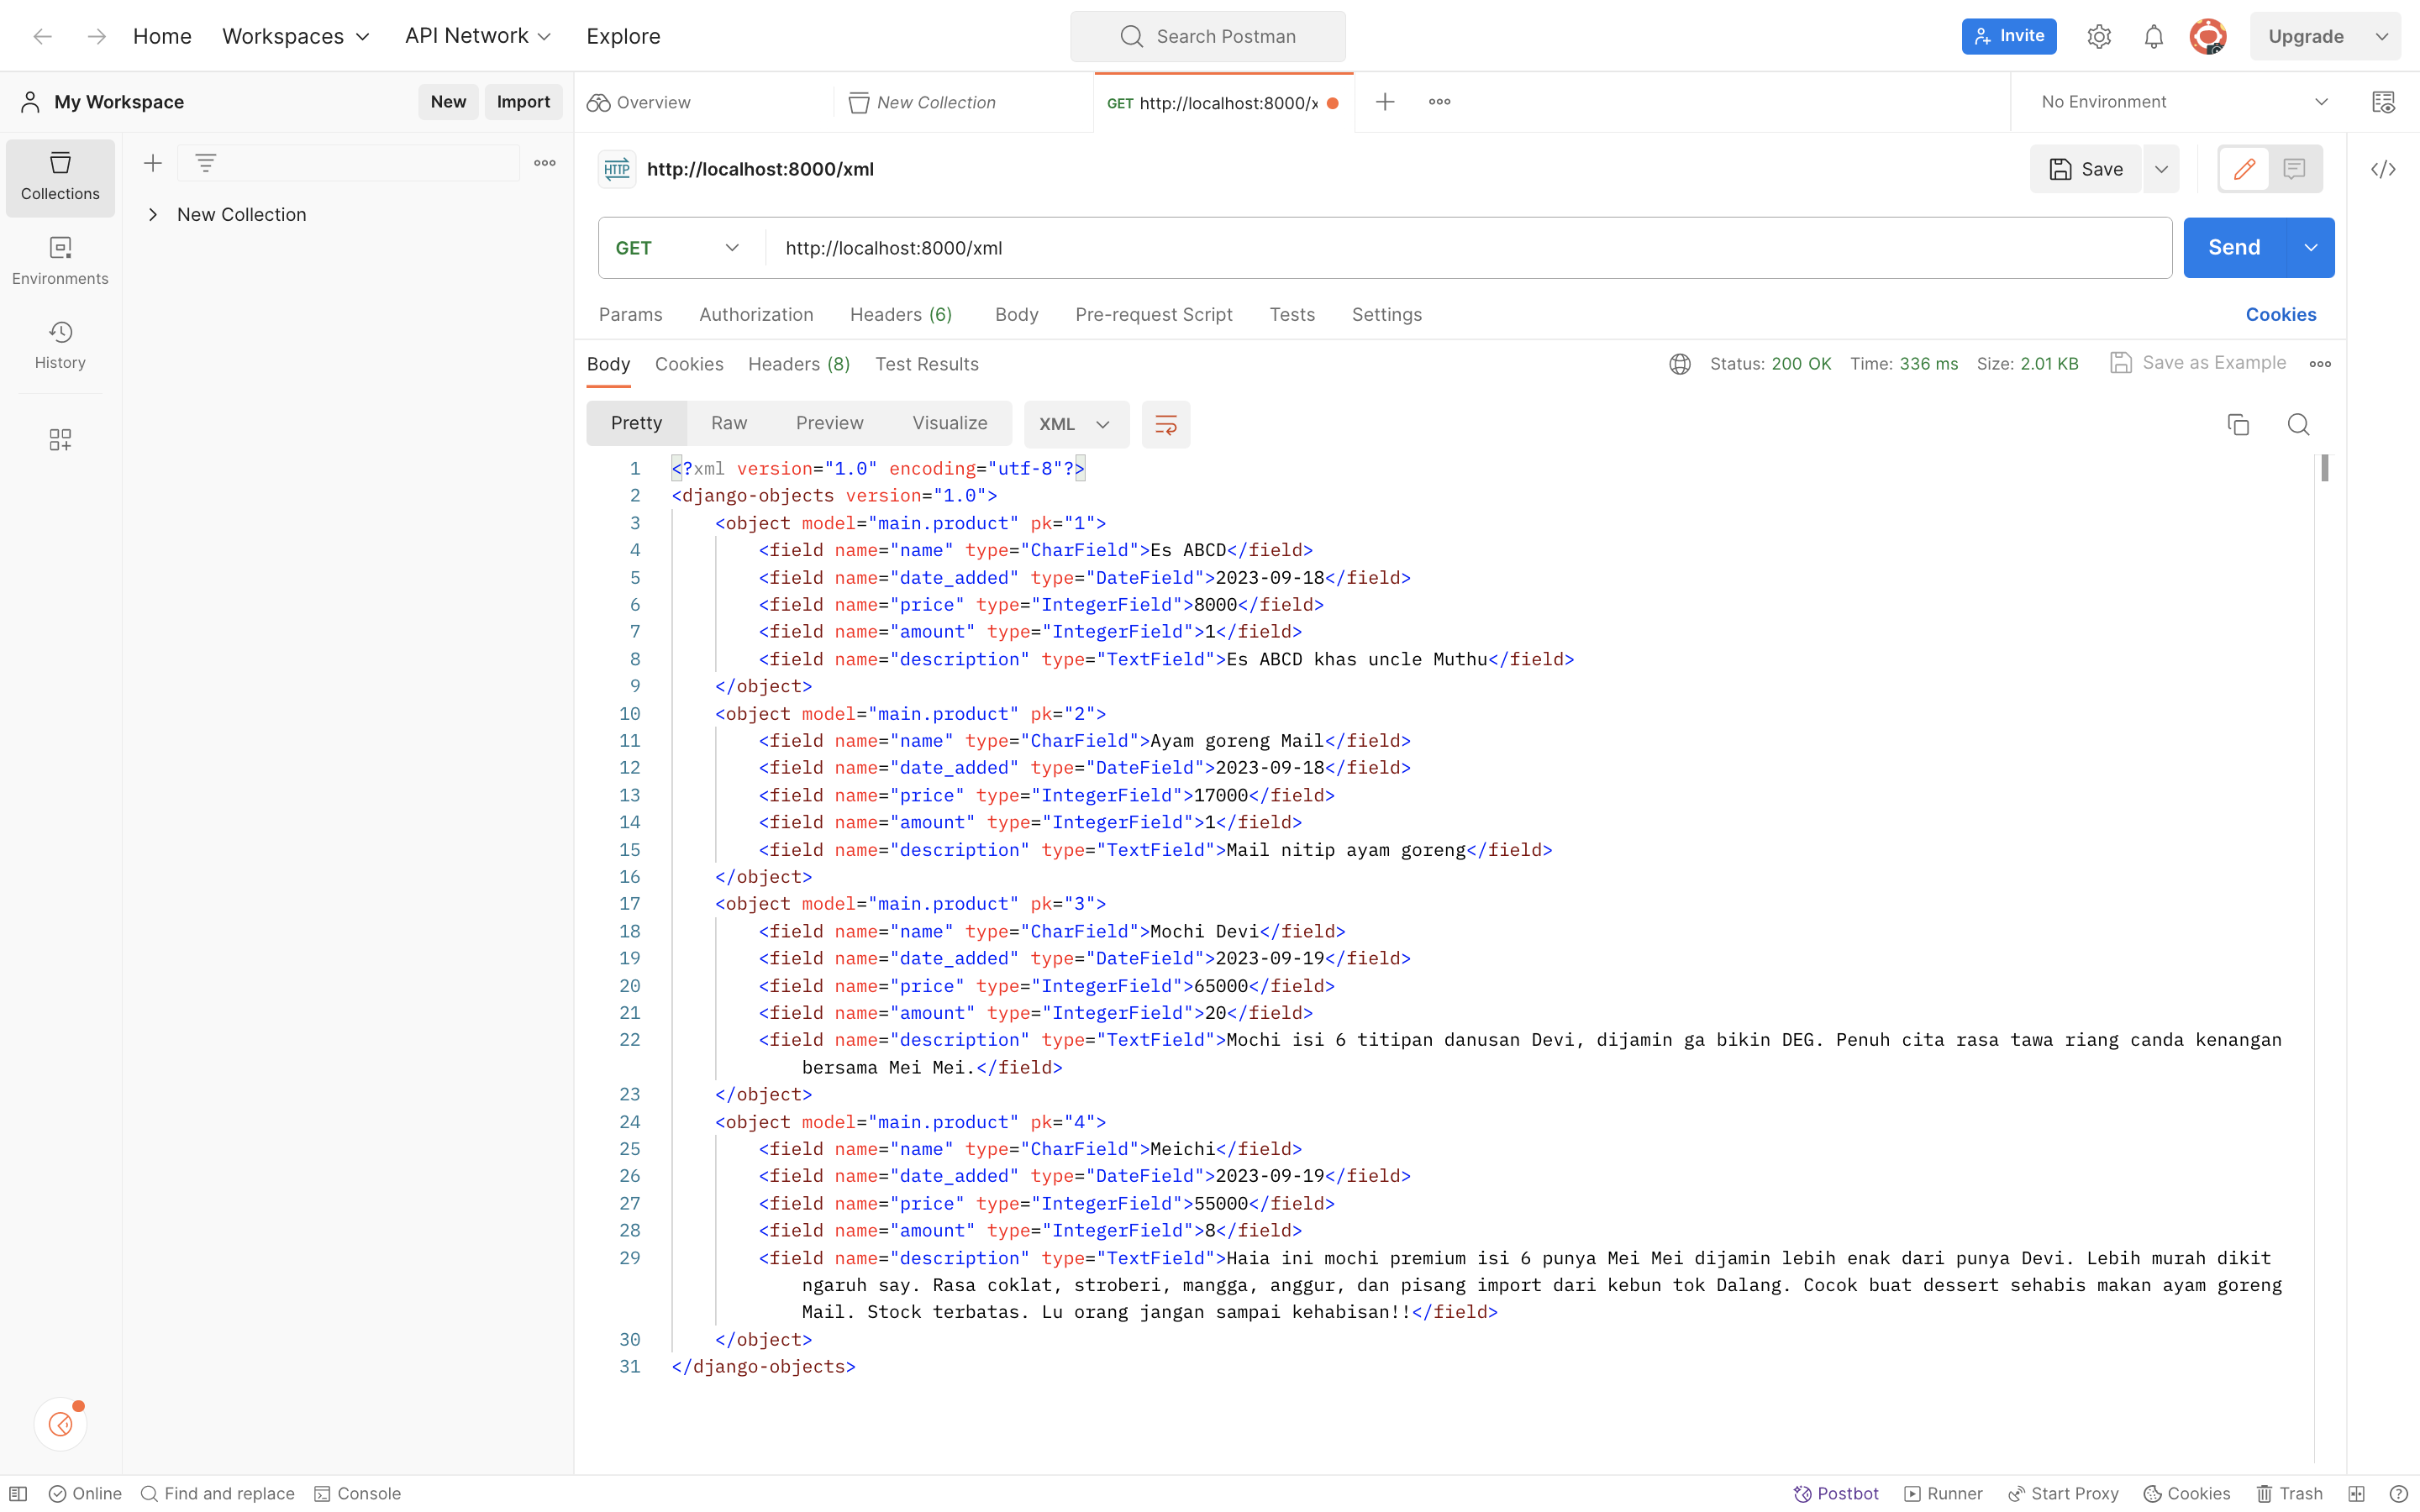 Home Workspaces API Network Explore Search Postman Invite Upgrade
My Workspace New Import Overview New Collection GET http://localhost:8000/x No Environment
Collections
New Collection
Environments
History
HTTP http://localhost:8000/xml Save
GET http://localhost:8000/xml Send
Params Authorization Headers (6) Body Pre-request Script Tests Settings Cookies
Body Cookies Headers (8) Test Results Status: 200 OK Time: 336 ms Size: 2.01 KB Save as Example
Pretty Raw Preview Visualize XML
1 <?xml version="1.0" encoding="utf-8"?>
2 <django-objects version="1.0">
3 <object model="main.product" pk="1">
4 <field name="name" type="CharField">Es ABCD</field>
5 <field name="date_added" type="DateField">2023-09-18</field>
6 <field name="price" type="IntegerField">8000</field>
7 <field name="amount" type="IntegerField">1</field>
8 <field name="description" type="TextField">Es ABCD khas uncle Muthu</field>
9 </object>
10 <object model="main.product" pk="2">
11 <field name="name" type="CharField">Ayam goreng Mail</field>
12 <field name="date_added" type="DateField">2023-09-18</field>
13 <field name="price" type="IntegerField">17000</field>
14 <field name="amount" type="IntegerField">1</field>
15 <field name="description" type="TextField">Mail nitip ayam goreng</field>
16 </object>
17 <object model="main.product" pk="3">
18 <field name="name" type="CharField">Mochi Devi</field>
19 <field name="date_added" type="DateField">2023-09-19</field>
20 <field name="price" type="IntegerField">65000</field>
21 <field name="amount" type="IntegerField">20</field>
22 <field name="description" type="TextField">Mochi isi 6 titipan danusan Devi, dijamin ga bikin DEG. Penuh cita rasa tawa riang canda kenangan
bersama Mei Mei.</field>
23 </object>
24 <object model="main.product" pk="4">
25 <field name="name" type="CharField">Meichi</field>
26 <field name="date_added" type="DateField">2023-09-19</field>
27 <field name="price" type="IntegerField">55000</field>
28 <field name="amount" type="IntegerField">8</field>
29 <field name="description" type="TextField">Haia ini mochi premium isi 6 punya Mei Mei dijamin lebih enak dari punya Devi. Lebih murah dikit
ngaruh say. Rasa coklat, stroberi, mangga, anggur, dan pisang import dari kebun tok Dalang. Cocok buat dessert sehabis makan ayam goreng
Mail. Stock terbatas. Lu orang jangan sampai kehabisan!!</field>
30 </object>
31 </django-objects>
Online Find and replace Console Postbot Runner Start Proxy Cookies Trash